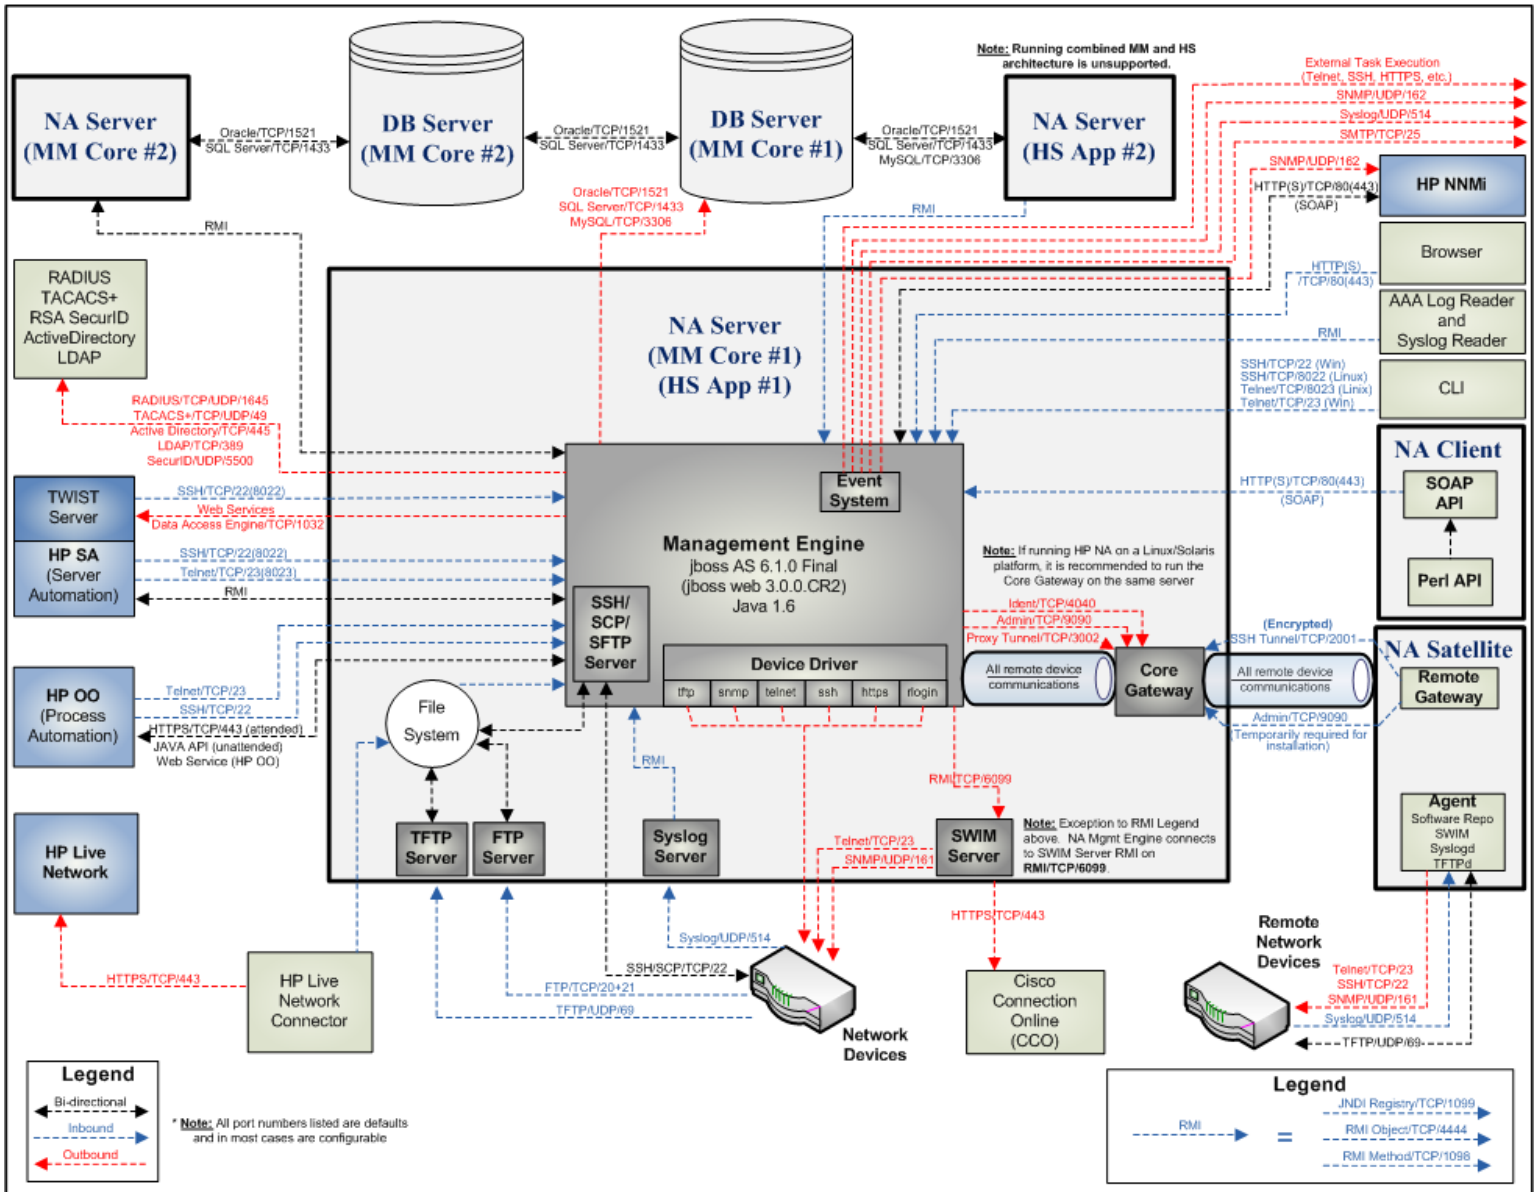 Note: Running combined MM and HS
architecture is unsupported.
External Task Execution
(Telnet, SSH, HTTPS, etc.)
SNMP/UDP/162
Syslog/UDP/514
SMTP/TCP/25
NA Server
(MM Core #2)
Oracle/TCP/1521
SQL Server/TCP/1433
DB Server
(MM Core #2)
Oracle/TCP/1521
SQL Server/TCP/1433
DB Server
(MM Core #1)
Oracle/TCP/1521
SQL Server/TCP/1433
MySQL/TCP/3306
NA Server
(HS App #2)
SNMP/UDP/162
HTTP(S)/TCP/80(443)
(SOAP)
HP NNMi
Oracle/TCP/1521
SQL Server/TCP/1433
MySQL/TCP/3306
RMI
RMI
HTTP(S)
/TCP/80(443)
Browser
RMI
AAA Log Reader
and
Syslog Reader
SSH/TCP/22 (Win)
SSH/TCP/8022 (Linux)
Telnet/TCP/8023 (Linix)
Telnet/TCP/23 (Win)
CLI
RADIUS
TACACS+
RSA SecurID
ActiveDirectory
LDAP
RADIUS/TCP/UDP/1645
TACACS+/TCP/UDP/49
Active Directory/TCP/445
LDAP/TCP/389
SecurID/UDP/5500
NA Server
(MM Core #1)
(HS App #1)
NA Client
SOAP
API
Perl API
HTTP(S)/TCP/80(443)
(SOAP)
TWIST
Server
SSH/TCP/22(8022)
Web Services
Data Access Engine/TCP/1032
HP SA
(Server
Automation)
SSH/TCP/22(8022)
Telnet/TCP/23(8023)
RMI
Event
System
Management Engine
jboss AS 6.1.0 Final
(jboss web 3.0.0.CR2)
Java 1.6
SSH/
SCP/
SFTP
Server
Device Driver
tftp
snmp
telnet
ssh
https
rlogin
Note: If running HP NA on a Linux/Solaris
platform, it is recommended to run the
Core Gateway on the same server
Ident/TCP/4040
Admin/TCP/9090
Proxy Tunnel/TCP/3002
All remote device
communications
Core
Gateway
(Encrypted)
SSH Tunnel/TCP/2001
All remote device
communications
Admin/TCP/9090
(Temporarily required for
installation)
NA Satellite
Remote
Gateway
Agent
Software Repo
SWIM
Syslogd
TFTPd
HP OO
(Process
Automation)
Telnet/TCP/23
SSH/TCP/22
HTTPS/TCP/443 (attended)
JAVA API (unattended)
Web Service (HP OO)
File
System
RMI
RMI/TCP/6099
TFTP
Server
FTP
Server
Syslog
Server
Telnet/TCP/23
SNMP/UDP/161
SWIM
Server
Note: Exception to RMI Legend
above. NA Mgmt Engine connects
to SWIM Server RMI on
RMI/TCP/6099.
HP Live
Network
HTTPS/TCP/443
HP Live
Network
Connector
Syslog/UDP/514
SSH/SCP/TCP/22
FTP/TCP/20+21
TFTP/UDP/69
Network
Devices
HTTPS/TCP/443
Cisco
Connection
Online
(CCO)
Remote
Network
Devices
Telnet/TCP/23
SSH/TCP/22
SNMP/UDP/161
Syslog/UDP/514
TFTP/UDP/69
Legend
Bi-directional
Inbound
Outbound
* Note: All port numbers listed are defaults
and in most cases are configurable
Legend
RMI
=
JNDI Registry/TCP/1099
RMI Object/TCP/4444
RMI Method/TCP/1098